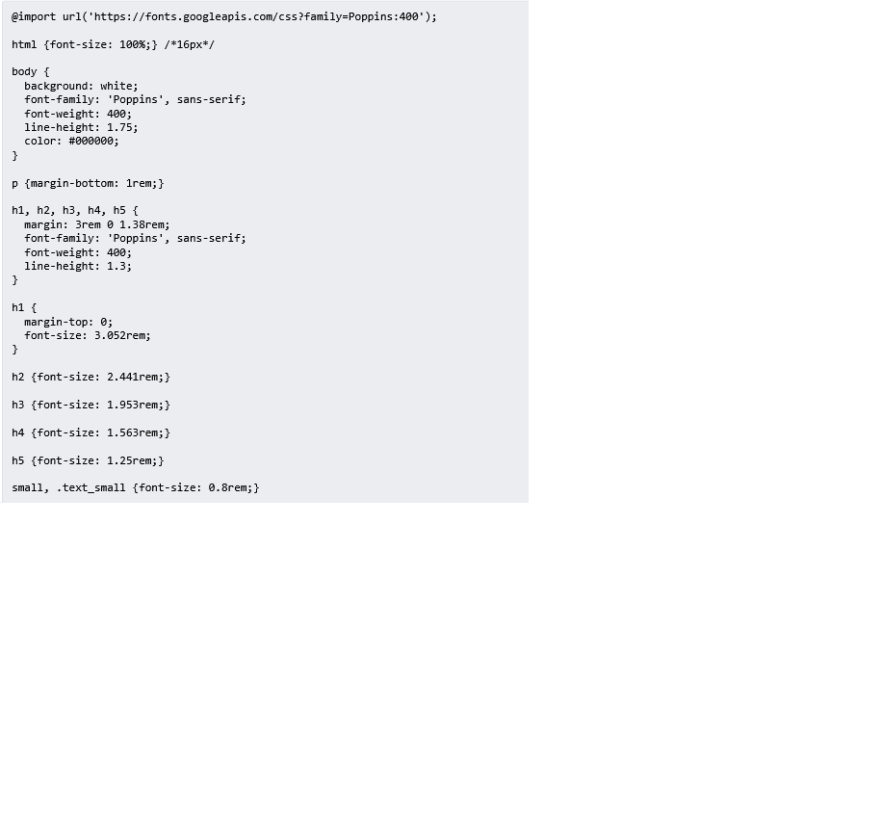 @import url('https://fonts.googleapis.com/css?family=Poppins:400');
html {font-size: 100%;} /*16px*/
body {
  background: white;
  font-family: 'Poppins', sans-serif;
  font-weight: 400;
  line-height: 1.75;
  color: #000000;
}
p {margin-bottom: 1rem;}
h1, h2, h3, h4, h5 {
  margin: 3rem 0 1.38rem;
  font-family: 'Poppins', sans-serif;
  font-weight: 400;
  line-height: 1.3;
}
h1 {
  margin-top: 0;
  font-size: 3.052rem;
}
h2 {font-size: 2.441rem;}
h3 {font-size: 1.953rem;}
h4 {font-size: 1.563rem;}
h5 {font-size: 1.25rem;}
small, .text_small {font-size: 0.8rem;}